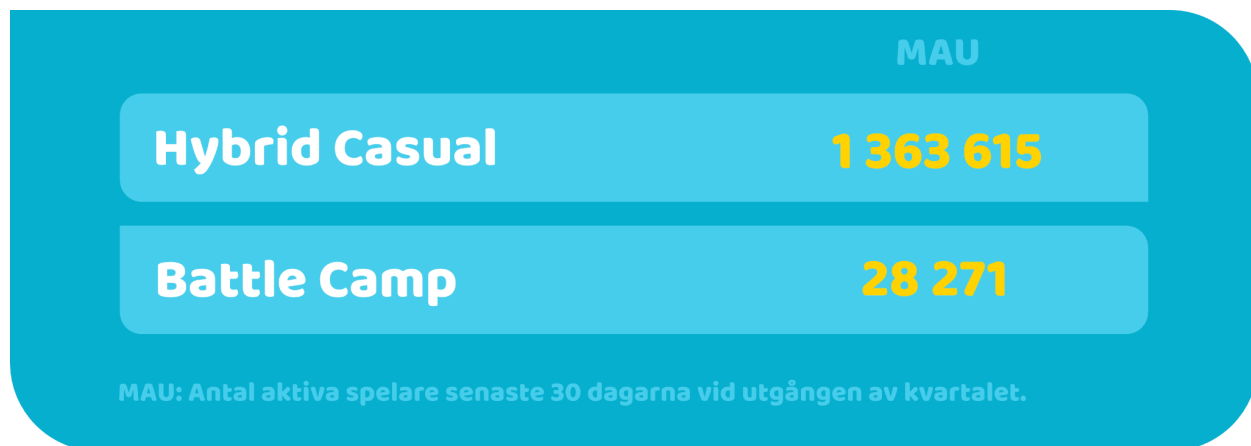 MAU
Hybrid Casual 1 363 615
Battle Camp 28 271
MAU: Antal aktiva spelare senaste 30 dagarna vid utgången av kvartalet.